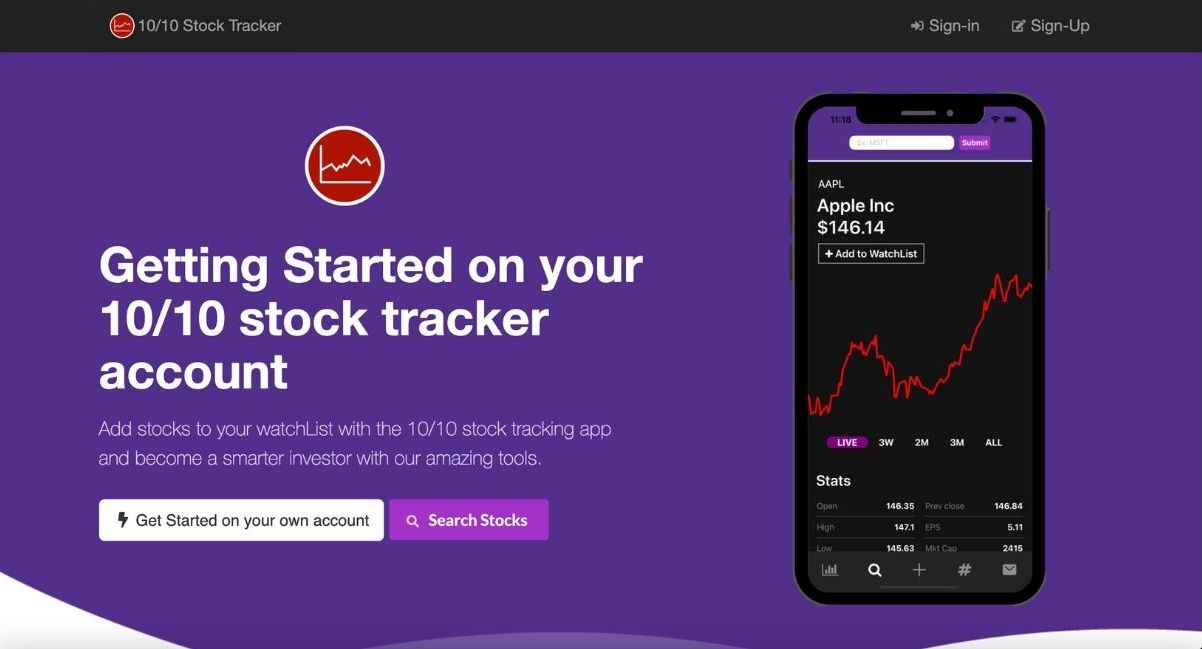 10/10 Stock Tracker
Sign-in
Sign-Up
Getting Started on your
10/10 stock tracker
account
Add stocks to your watchList with the 10/10 stock tracking app
and become a smarter investor with our amazing tools.
Get Started on your own account
Search Stocks
11:18
Ex: MSFT
Submit
AAPL
Apple Inc
$146.14
+ Add to WatchList
LIVE 3W 2M 3M ALL
Stats
Open 146.35 Prev close 146.84
High 147.1 EPS 5.11
Low 145.63 Mkt Cap 2415